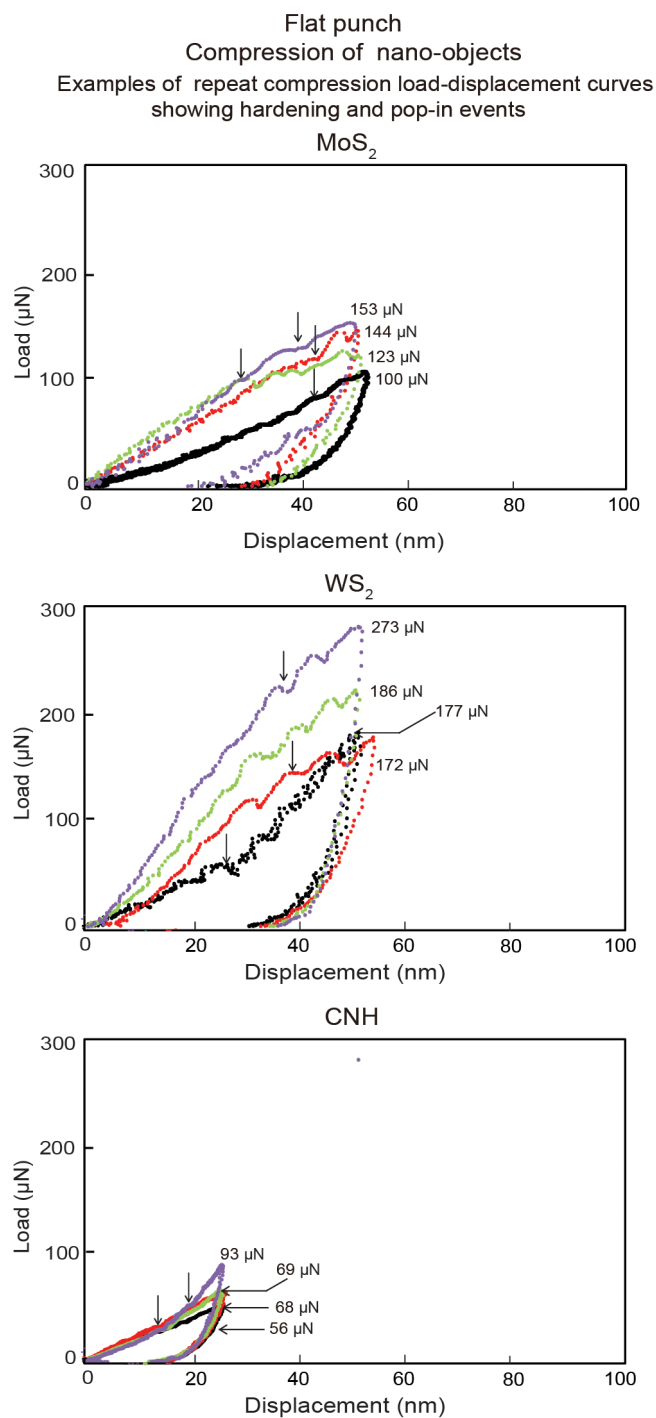 Flat punch
Compression of nano-objects
Examples of repeat compression load-displacement curves
showing hardening and pop-in events
MoS₂
300
200
100
0
Load (µN)
153 µN
144 µN
123 µN
100 µN
0 20 40 60 80 100
Displacement (nm)
WS₂
300
200
100
0
Load (µN)
273 µN
186 µN
177 µN
172 µN
0 20 40 60 80 100
Displacement (nm)
CNH
300
200
100
0
Load (µN)
93 µN
69 µN
68 µN
56 µN
0 20 40 60 80 100
Displacement (nm)